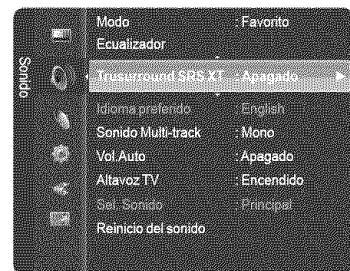 Sonido
Modo : Favorito
Ecualizador
Trusurround SRS XT : Apagado
Idioma preferido : English
Sonido Multi-track : Mono
Vol.Auto : Apagado
Altavoz TV : Encendido
Sel. Sonido : Principal
Reinicio del sonido